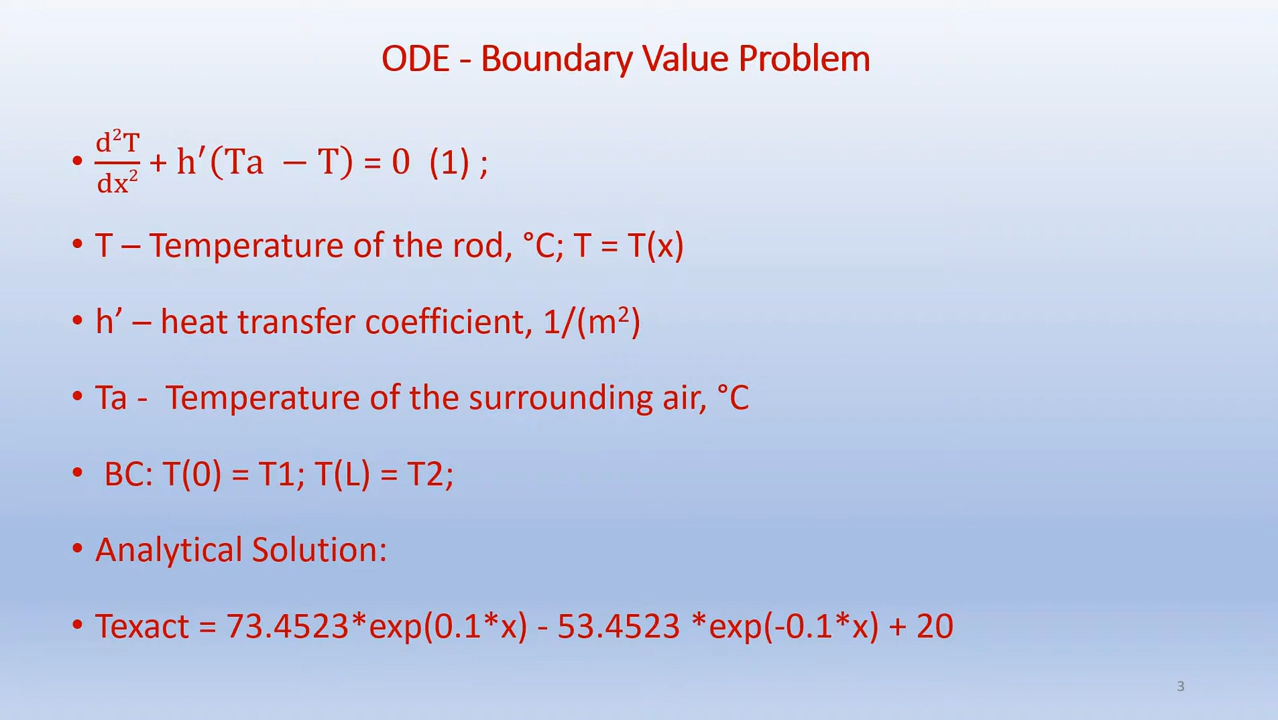 ODE - Boundary Value Problem
• d²T/dx² + h′(Ta − T) = 0 (1) ;
• T – Temperature of the rod, °C; T = T(x)
• h’ – heat transfer coefficient, 1/(m²)
• Ta - Temperature of the surrounding air, °C
• BC: T(0) = T1; T(L) = T2;
• Analytical Solution:
• Texact = 73.4523*exp(0.1*x) - 53.4523 *exp(-0.1*x) + 20
3